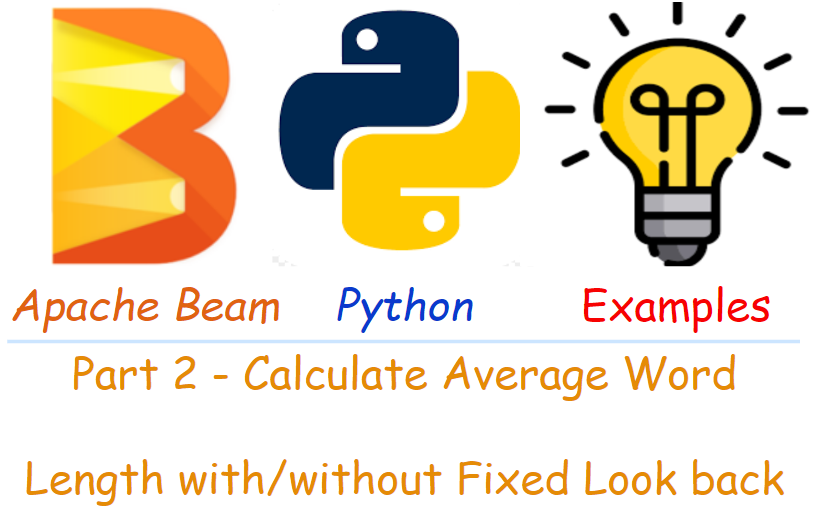 Apache Beam Python Examples
Part 2 - Calculate Average Word
Length with/without Fixed Look back